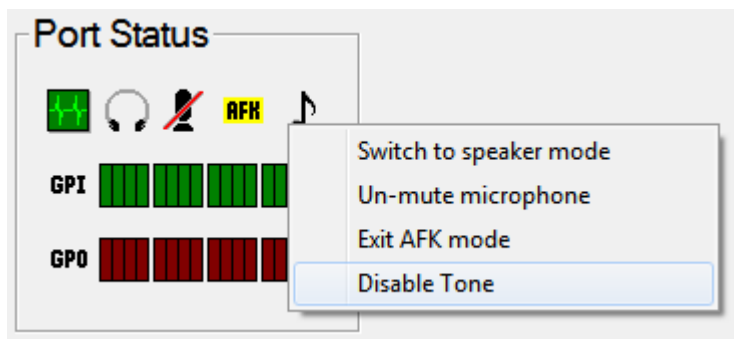 Port Status
AFK
Switch to speaker mode
Un-mute microphone
GPI
Exit AFK mode
GPO
Disable Tone